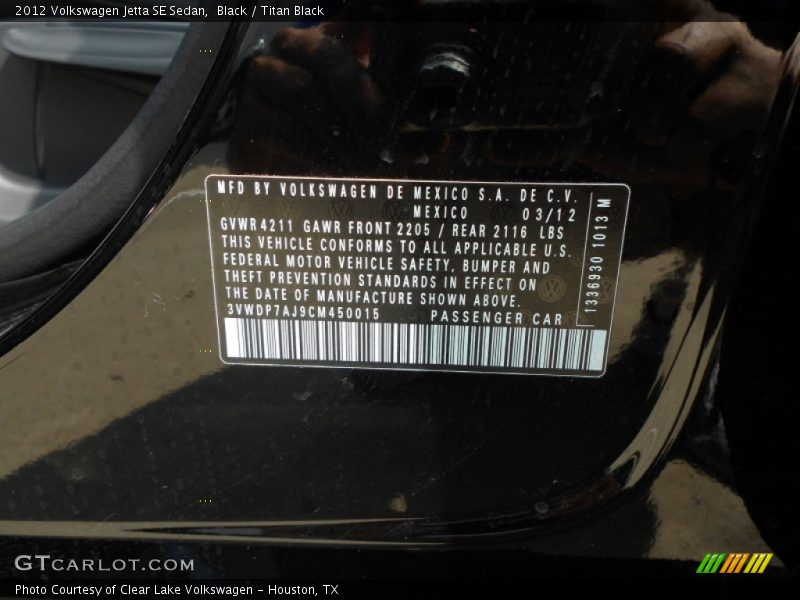 2012 Volkswagen Jetta SE Sedan, Black / Titan Black
MFD BY VOLKSWAGEN DE MEXICO S.A. DE C.V.
MEXICO 03/12
GVWR 4211 GAWR FRONT 2205 / REAR 2116 LBS
THIS VEHICLE CONFORMS TO ALL APPLICABLE U.S.
FEDERAL MOTOR VEHICLE SAFETY, BUMPER AND
THEFT PREVENTION STANDARDS IN EFFECT ON
THE DATE OF MANUFACTURE SHOWN ABOVE.
3VWDP7AJ9CM450015 PASSENGER CAR
1336930 1013 M
GTCARLOT.COM
Photo Courtesy of Clear Lake Volkswagen - Houston, TX